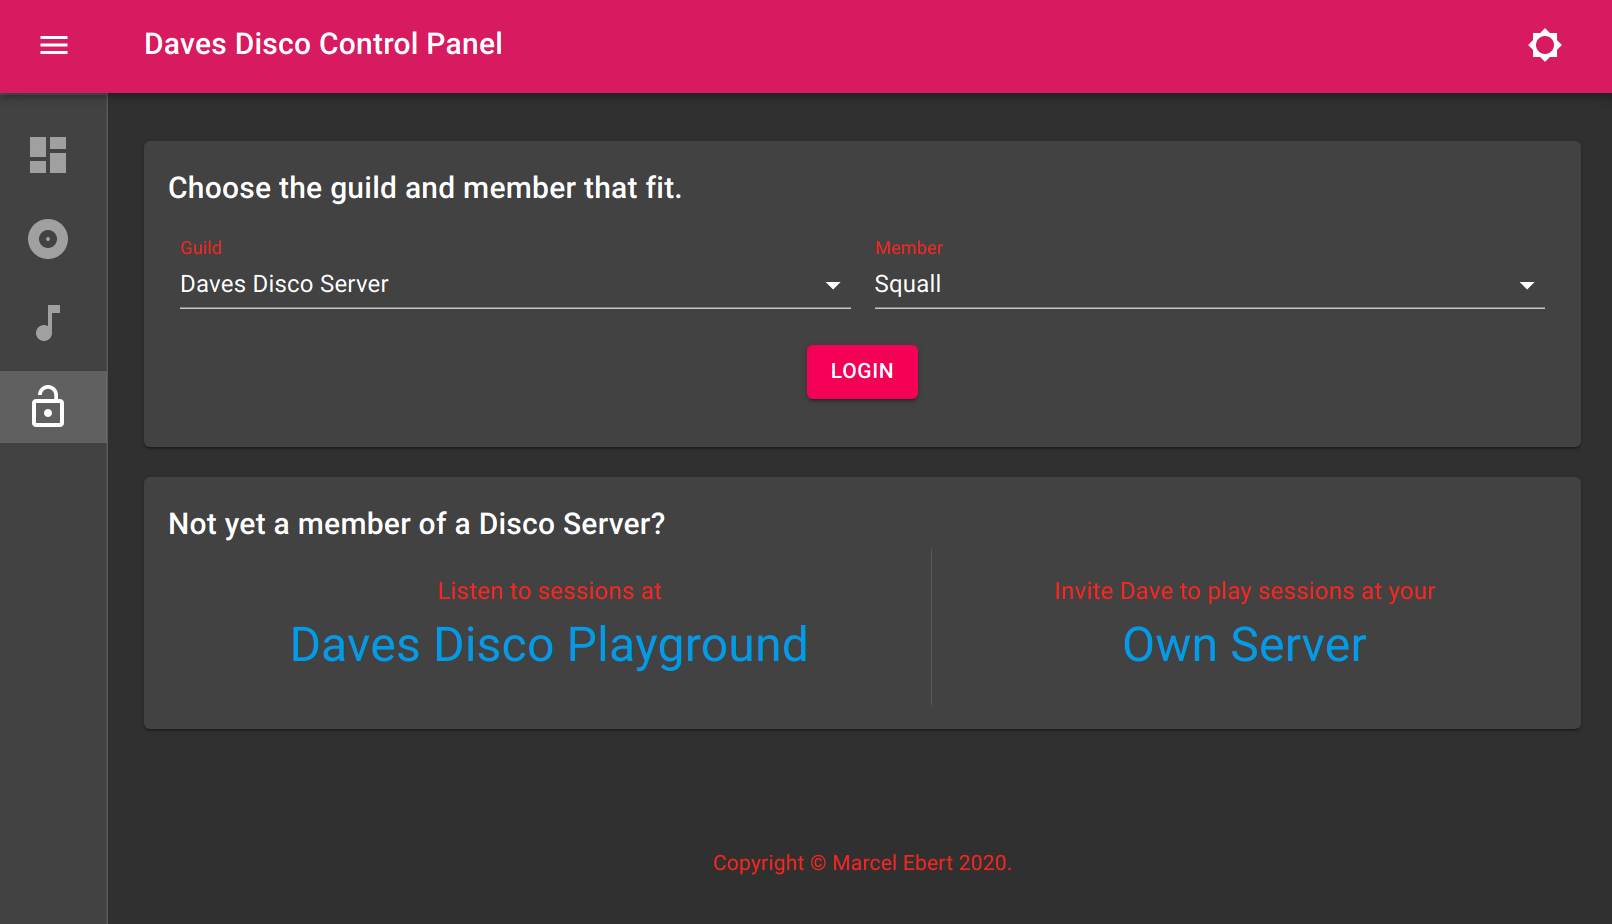 Daves Disco Control Panel
Choose the guild and member that fit.
Guild
Daves Disco Server
Member
Squall
LOGIN
Not yet a member of a Disco Server?
Listen to sessions at
Daves Disco Playground
Invite Dave to play sessions at your
Own Server
Copyright © Marcel Ebert 2020.